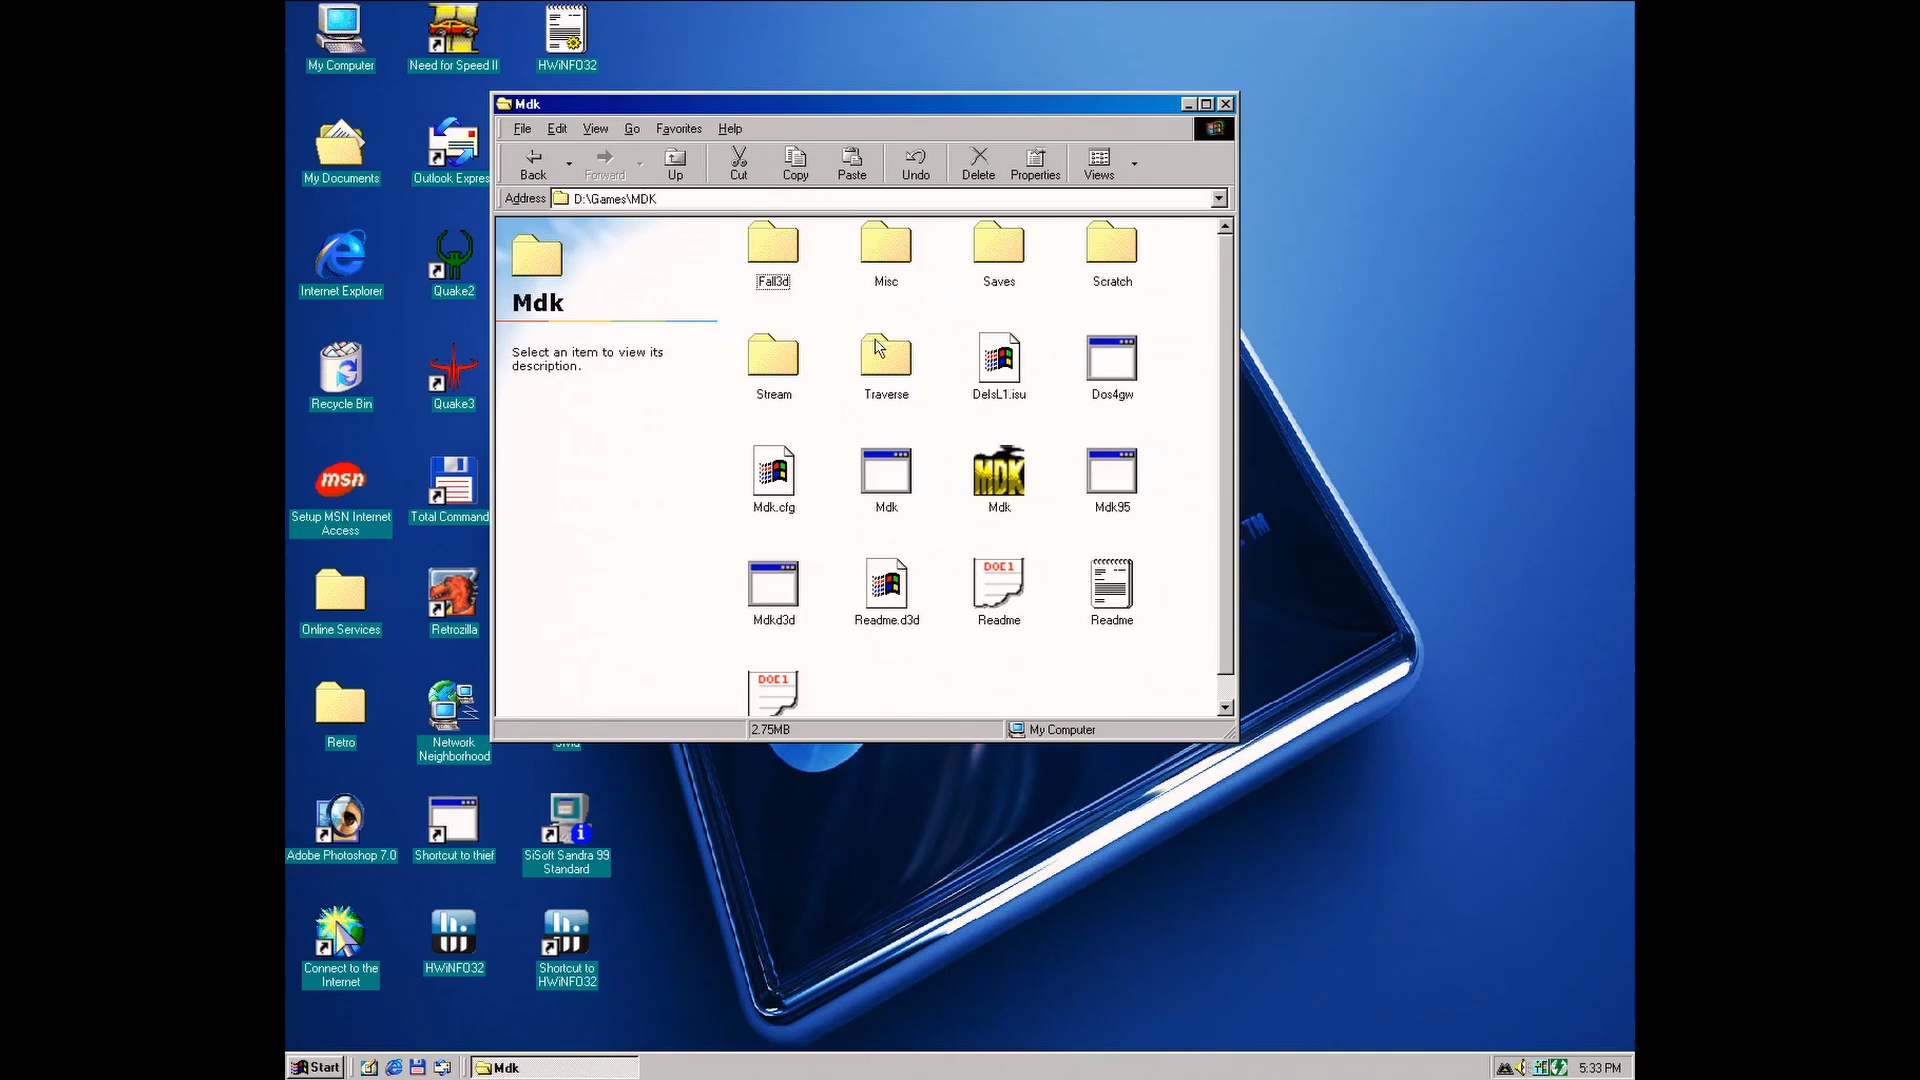 My Computer
Need for Speed II
HWiNFO32
My Documents
Outlook Expres
Internet Explorer
Quake2
Recycle Bin
Quake3
msn
Setup MSN Internet
Access
Total Command
Online Services
Retrozilla
Retro
Network
Neighborhood
Adobe Photoshop 7.0
Shortcut to thief
SiSoft Sandra 99
Standard
Connect to the
Internet
HWiNFO32
Shortcut to
HWiNFO32
Mdk
File Edit View Go Favorites Help
Back Forward Up Cut Copy Paste Undo Delete Properties Views
Address D:\Games\MDK
Mdk
Select an item to view its
description.
Fall3d Misc Saves Scratch
Stream Traverse DelsL1.isu Dos4gw
MDK
Mdk.cfg Mdk Mdk Mdk95
DOC1
Mdkd3d Readme.d3d Readme Readme
DOC1
2.75MB My Computer
TM
Start Mdk 5:33 PM